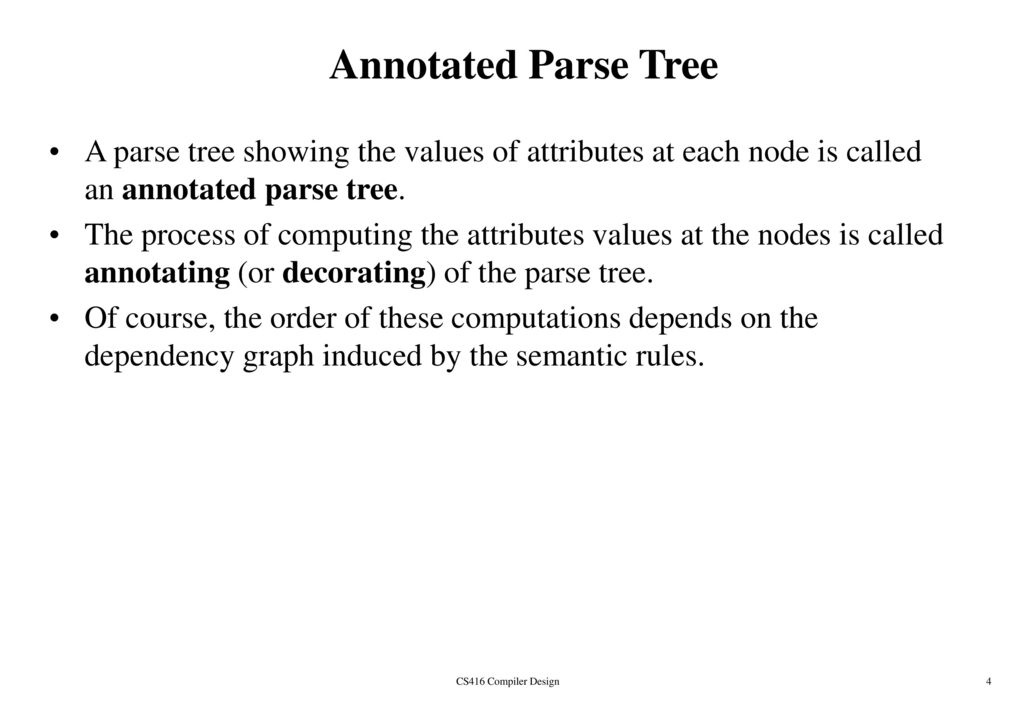 Annotated Parse Tree
• A parse tree showing the values of attributes at each node is called
an annotated parse tree.
• The process of computing the attributes values at the nodes is called
annotating (or decorating) of the parse tree.
• Of course, the order of these computations depends on the
dependency graph induced by the semantic rules.
CS416 Compiler Design
4